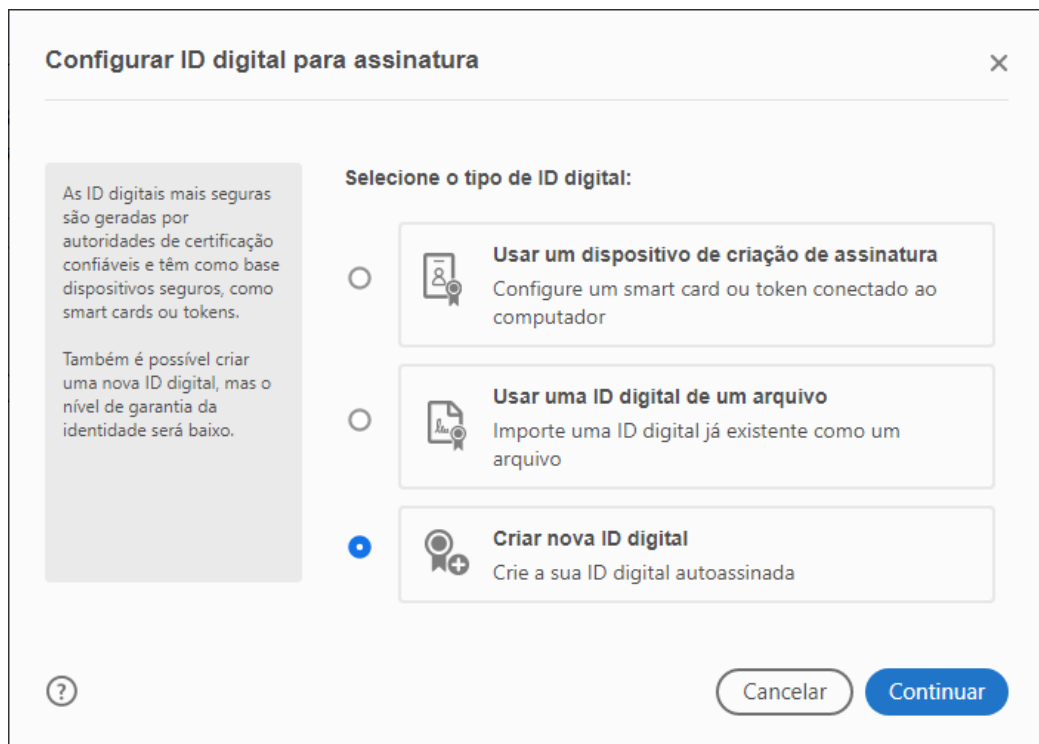 Configurar ID digital para assinatura
As ID digitais mais seguras
são geradas por
autoridades de certificação
confiáveis e têm como base
dispositivos seguros, como
smart cards ou tokens.
Também é possível criar
uma nova ID digital, mas o
nível de garantia da
identidade será baixo.
Selecione o tipo de ID digital:
Usar um dispositivo de criação de assinatura
Configure um smart card ou token conectado ao
computador
Usar uma ID digital de um arquivo
Importe uma ID digital já existente como um
arquivo
Criar nova ID digital
Crie a sua ID digital autoassinada
Cancelar
Continuar